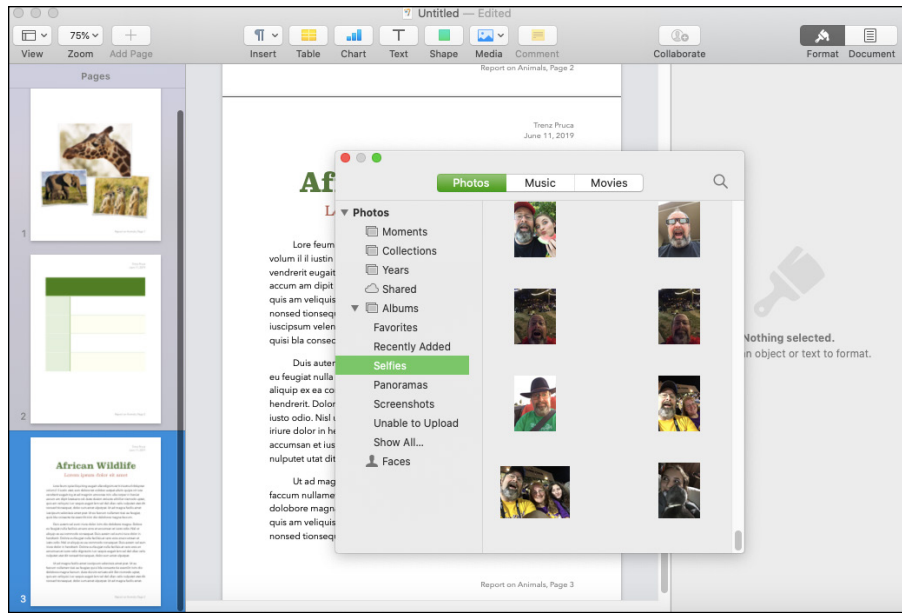 Untitled — Edited
75%
View Zoom Add Page
Insert Table Chart Text Shape Media Comment
Collaborate
Format Document
Pages
1
2
African Wildlife
3
Report on Animals, Page 2
Trenz Pruca
June 11, 2019
Af
L
Lore feum
volum il il iustin
vendrerit eugait
accum am dipit
quis am veliquis
nonsed tionsequ
iuscipsum velen
quisi bla consec
Duis auter
eu feugiat nulla
aliquip ex ea co
hendrerit. Dolor
iusto odio. Nisl u
iriure dolor in he
accumsan et ius
nulputet utat dit
Ut ad mag
faccum nullame
dolobore magn
quis am veliquis
nonsed tionsequ
Report on Animals, Page 3
Photos Music Movies
Photos
Moments
Collections
Years
Shared
Albums
Favorites
Recently Added
Selfies
Panoramas
Screenshots
Unable to Upload
Show All...
Faces
Nothing selected.
n object or text to format.